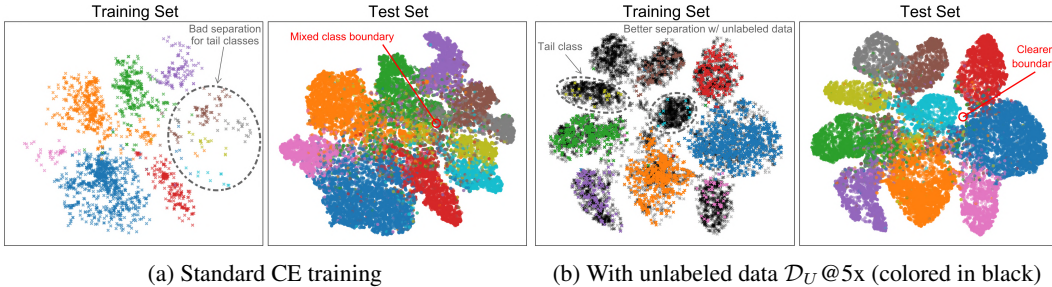 Training Set
Test Set
Training Set
Test Set
Bad separation
for tail classes
Mixed class boundary
Tail class
Better separation w/ unlabeled data
Clearer
boundary
(a) Standard CE training
(b) With unlabeled data 𝒟U@5x (colored in black)